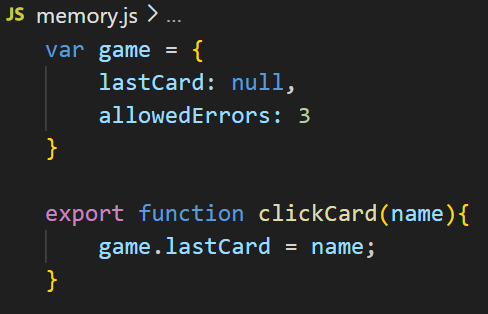 JS memory.js > ...
var game = {
    lastCard: null,
    allowedErrors: 3
}

export function clickCard(name){
    game.lastCard = name;
}